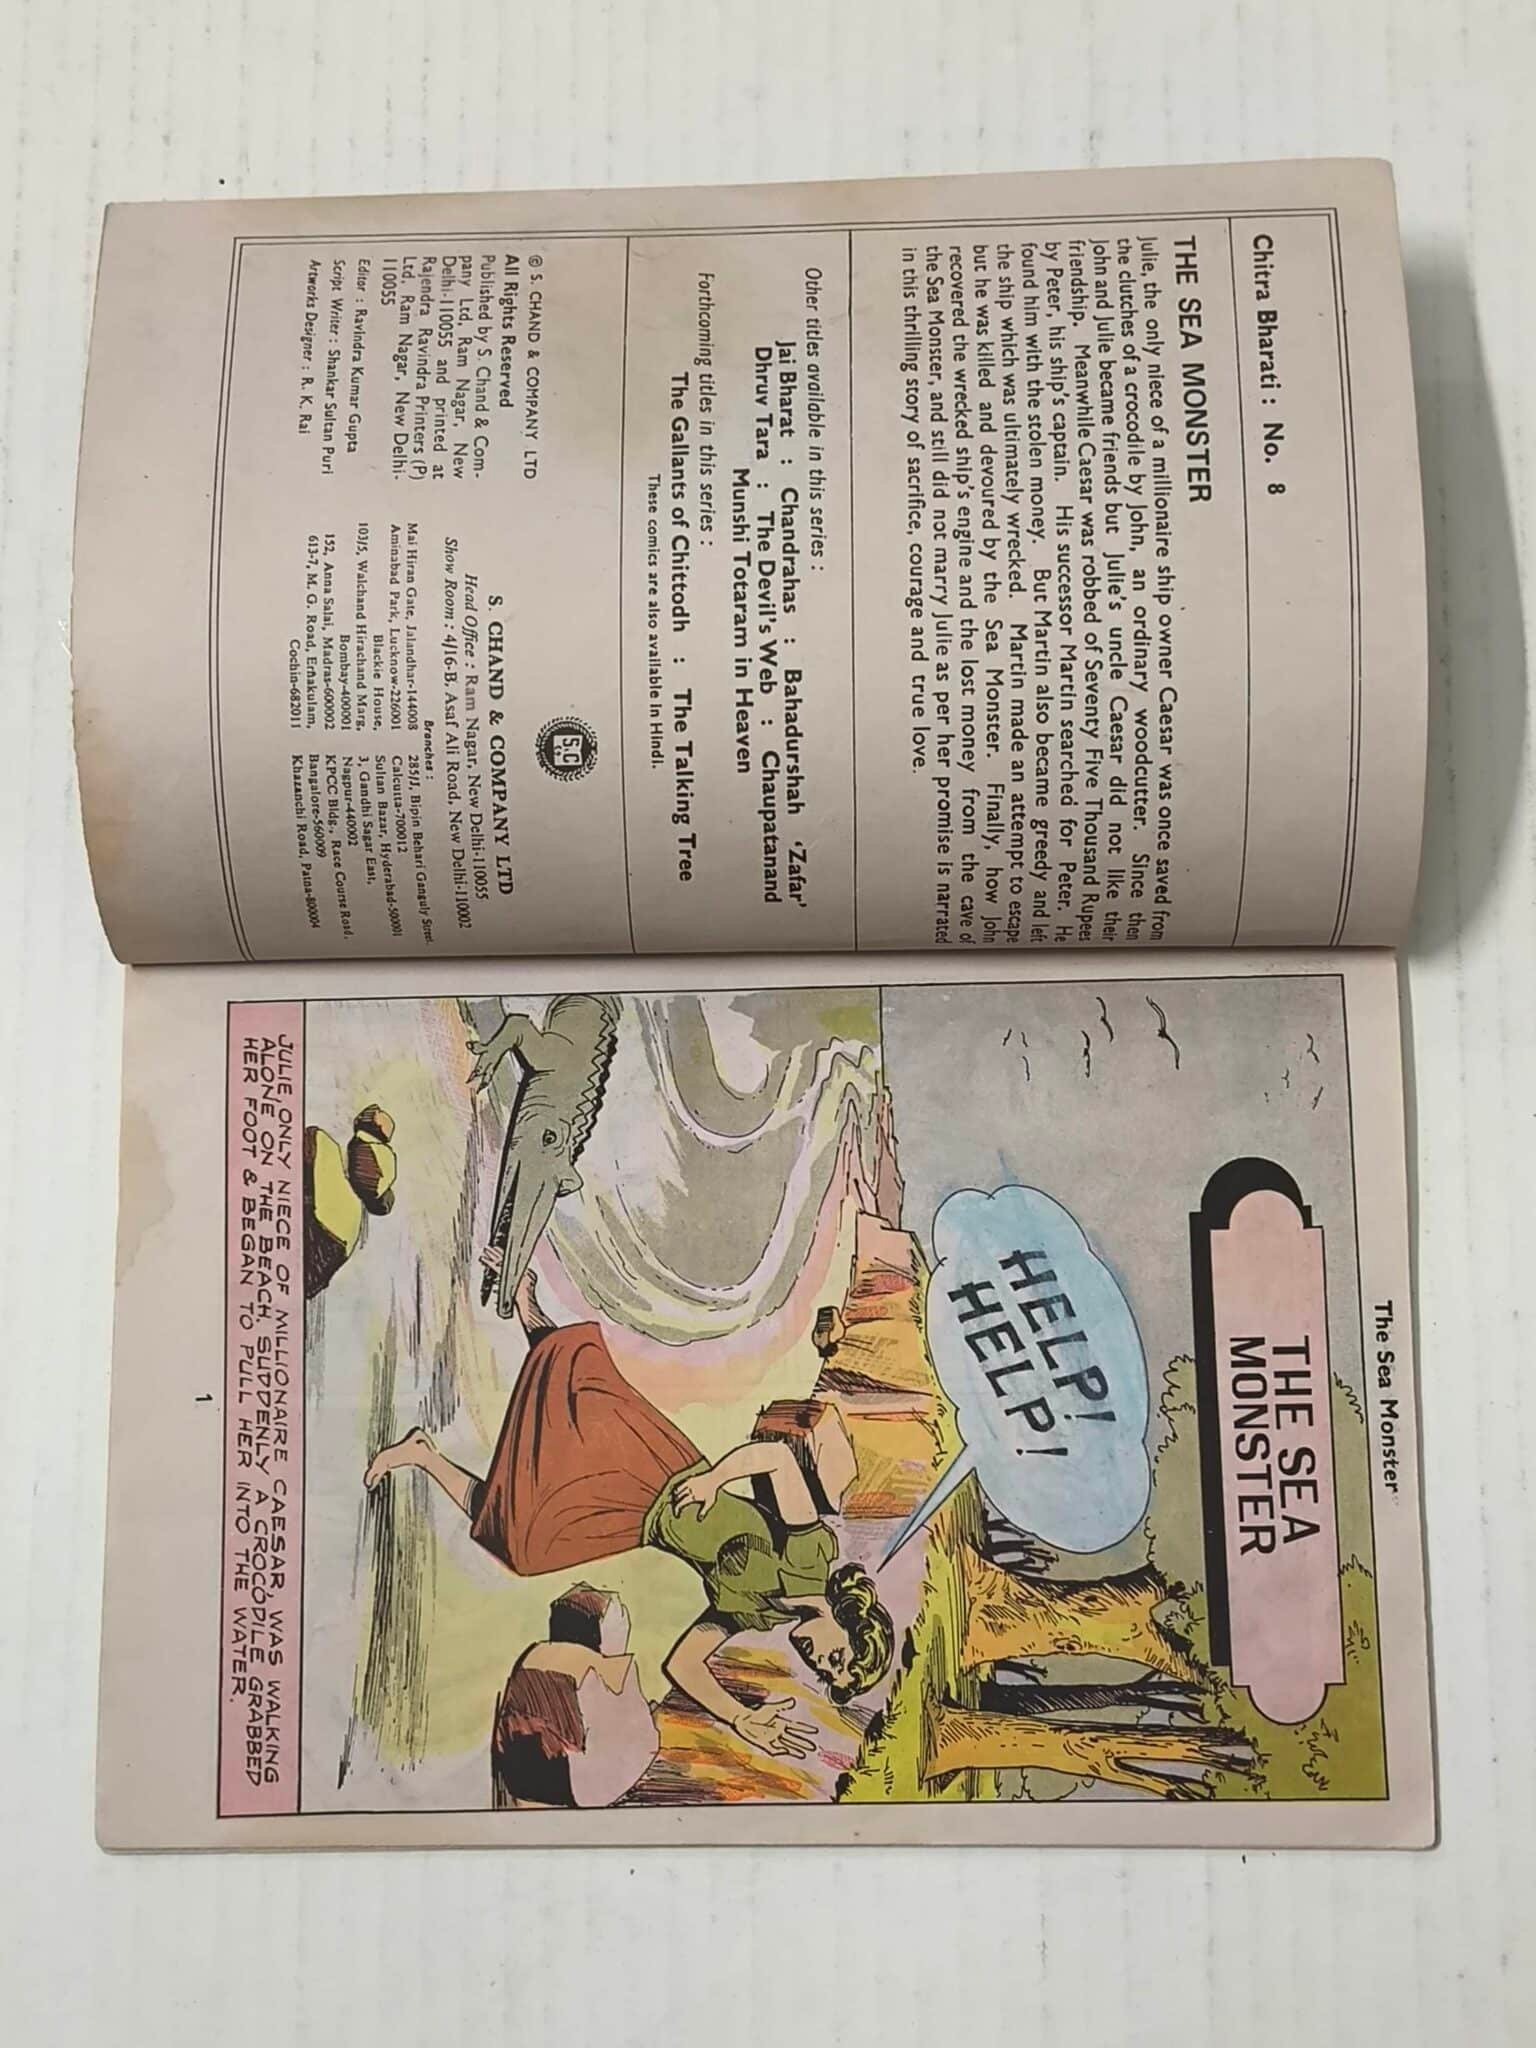 Chitra Bharati : No. 8
THE SEA MONSTER
Julie, the only niece of a millionaire ship owner Caesar was once saved from
the clutches of a crocodile by John, an ordinary woodcutter. Since then
John and Julie became friends but Julie's uncle Caesar did not like their
friendship. Meanwhile Caesar was robbed of Seventy Five Thousand Rupees
by Peter, his ship's captain. His successor Martin searched for Peter. He
found him with the stolen money. But Martin also became greedy and left
the ship which was ultimately wrecked. Martin made an attempt to escape
but he was killed and devoured by the Sea Monster. Finally, how John
recovered the wrecked ship's engine and the lost money from the cave of
the Sea Monster, and still did not marry Julie as per her promise is narrated
in this thrilling story of sacrifice, courage and true love.
Other titles available in this series :
Jai Bharat : Chandrahas : Bahadurshah 'Zafar'
Dhruv Tara : The Devil's Web : Chaupatanand
Munshi Totaram in Heaven
Forthcoming titles in this series :
The Gallants of Chittodh : The Talking Tree
These comics are also available in Hindi.
© S. CHAND & COMPANY LTD
All Rights Reserved
Published by S. Chand & Com-
pany Ltd, Ram Nagar, New
Delhi-110055 and printed at
Rajendra Ravindra Printers (P)
Ltd, Ram Nagar, New Delhi-
110055
Editor : Ravindra Kumar Gupta
Script Writer : Shankar Sultan Puri
Artworks Designer : R. K. Rai
S.C
S. CHAND & COMPANY LTD
Head Office : Ram Nagar, New Delhi-110055
Show Room : 4/16-B, Asaf Ali Road, New Delhi-110002
Branches :
Mai Hiran Gate, Jalandhar-144008
Aminabad Park, Lucknow-226001
Blackie House,
103/5, Walchand Hirachand Marg,
Bombay-400001
152, Anna Salai, Madras-600002
613-7, M. G. Road, Ernakulam,
Cochin-682011
285/J, Bipin Behari Ganguly Street,
Calcutta-700012
Sultan Bazar, Hyderabad-500001
3, Gandhi Sagar East,
Nagpur-440002
KPCC Bldg., Race Course Road,
Bangalore-560009
Khazanchi Road, Patna-800004
The Sea Monster
THE SEA
MONSTER
HELP!
HELP!
JULIE, ONLY NIECE OF MILLIONAIRE CAESAR, WAS WALKING
ALONE ON THE BEACH. SUDDENLY A CROCODILE GRABBED
HER FOOT & BEGAN TO PULL HER INTO THE WATER.
1